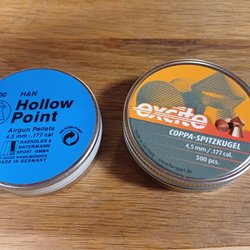 H&N
Hollow
Point
Airgun Pellets
4,5 mm - .177 cal.
HAENDLER &
NATERMANN
SPORT GMBH
MADE IN GERMANY
excite
COPPA-SPITZKUGEL
4,5 mm / .177 cal.
500 pcs.